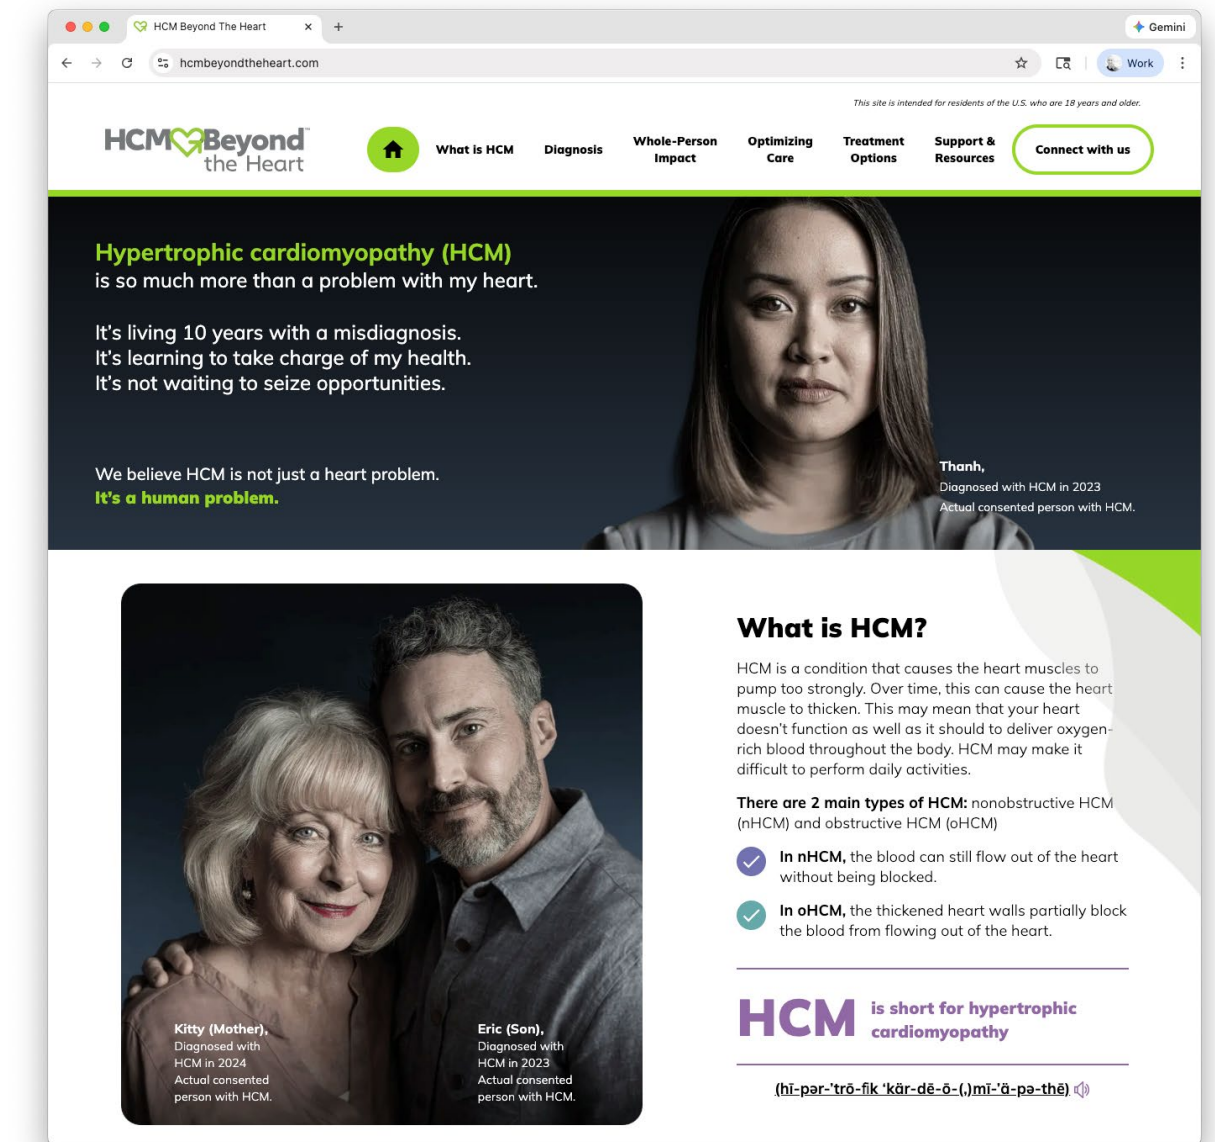 HCM Beyond The Heart
Gemini
hcmbeyondtheheart.com
Work
This site is intended for residents of the U.S. who are 18 years and older.
HCM Beyond™
the Heart
What is HCM
Diagnosis
Whole-Person
Impact
Optimizing
Care
Treatment
Options
Support &
Resources
Connect with us
Hypertrophic cardiomyopathy (HCM)
is so much more than a problem with my heart.
It's living 10 years with a misdiagnosis.
It's learning to take charge of my health.
It's not waiting to seize opportunities.
We believe HCM is not just a heart problem.
It's a human problem.
Thanh,
Diagnosed with HCM in 2023
Actual consented person with HCM.
Kitty (Mother),
Diagnosed with
HCM in 2024
Actual consented
person with HCM.
Eric (Son),
Diagnosed with
HCM in 2023
Actual consented
person with HCM.
What is HCM?
HCM is a condition that causes the heart muscles to
pump too strongly. Over time, this can cause the heart
muscle to thicken. This may mean that your heart
doesn't function as well as it should to deliver oxygen-
rich blood throughout the body. HCM may make it
difficult to perform daily activities.
There are 2 main types of HCM: nonobstructive HCM
(nHCM) and obstructive HCM (oHCM)
In nHCM, the blood can still flow out of the heart
without being blocked.
In oHCM, the thickened heart walls partially block
the blood from flowing out of the heart.
HCM is short for hypertrophic
cardiomyopathy
(hī-pər-'trō-fik 'kär-dē-ō-(,)mī-'ä-pə-thē)